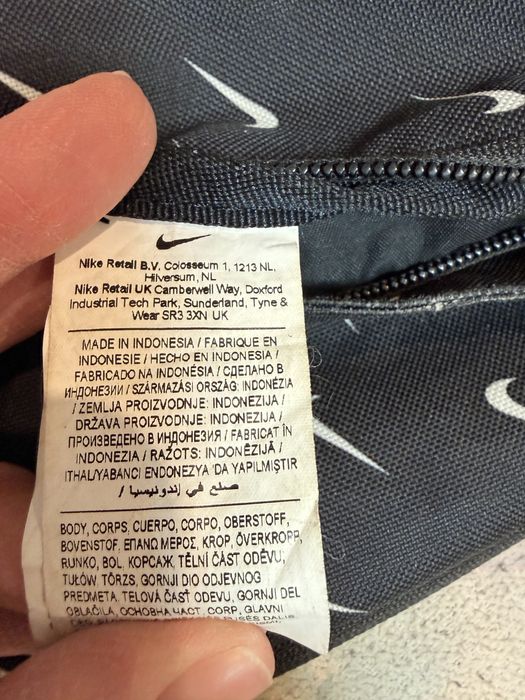 Nike Retail B.V. Colosseum 1, 1213 NL,
Hilversum, NL
Nike Retail UK Camberwell Way, Doxford
Industrial Tech Park, Sunderland, Tyne &
Wear SR3 3XN UK
MADE IN INDONESIA / FABRIQUE EN
INDONESIE / HECHO EN INDONESIA /
FABRICADO NA INDONÉSIA / СДЕЛАНО В
ИНДОНЕЗИИ / SZÁRMAZÁSI ORSZÁG: INDONÉZIA
/ ZEMLJA PROIZVODNJE: INDONEZIJA /
DRŽAVA PROIZVODNJE: INDONEZIJA /
ПРОИЗВЕДЕНО В ИНДОНЕЗИЯ / FABRICAT ÎN
INDONEZIA / RAŽOTS: INDONĒZIJĀ /
ITHAL/YABANCI ENDONEZYA 'DA YAPILMIŞTIR
/ صنع في إندونيسيا
BODY, CORPS, CUERPO, CORPO, OBERSTOFF,
BOVENSTOF, ΕΠΑΝΩ ΜΕΡΟΣ, KROP, ÖVERKROPP,
RUNKO, BOL, КОРСАЖ, TĚLNÍ ČÁST ODĚVU,
TUŁÓW, TÖRZS, GORNJI DIO ODJEVNOG
PREDMETA, TELOVÁ ČASŤ ODEVU, GORNJI DEL
OBLAČILA, ОСНОВНА ЧАСТ, CORP, GLAVNI